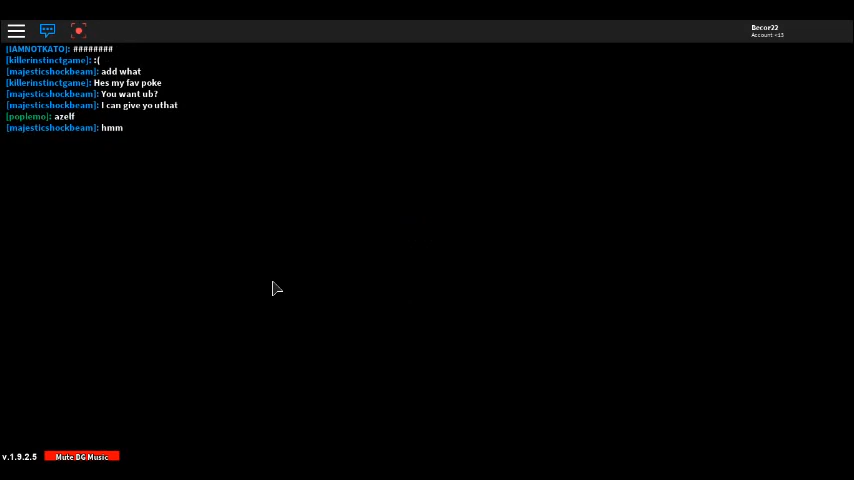 Becor22
Account <13
[IAMNOTKATO]: ########
[killerinstinctgame]: :(
[majesticshockbeam]: add what
[killerinstinctgame]: Hes my fav poke
[majesticshockbeam]: You want ub?
[majesticshockbeam]: I can give yo uthat
[poplemo]: azelf
[majesticshockbeam]: hmm
v.1.9.2.5 Mute BG Music